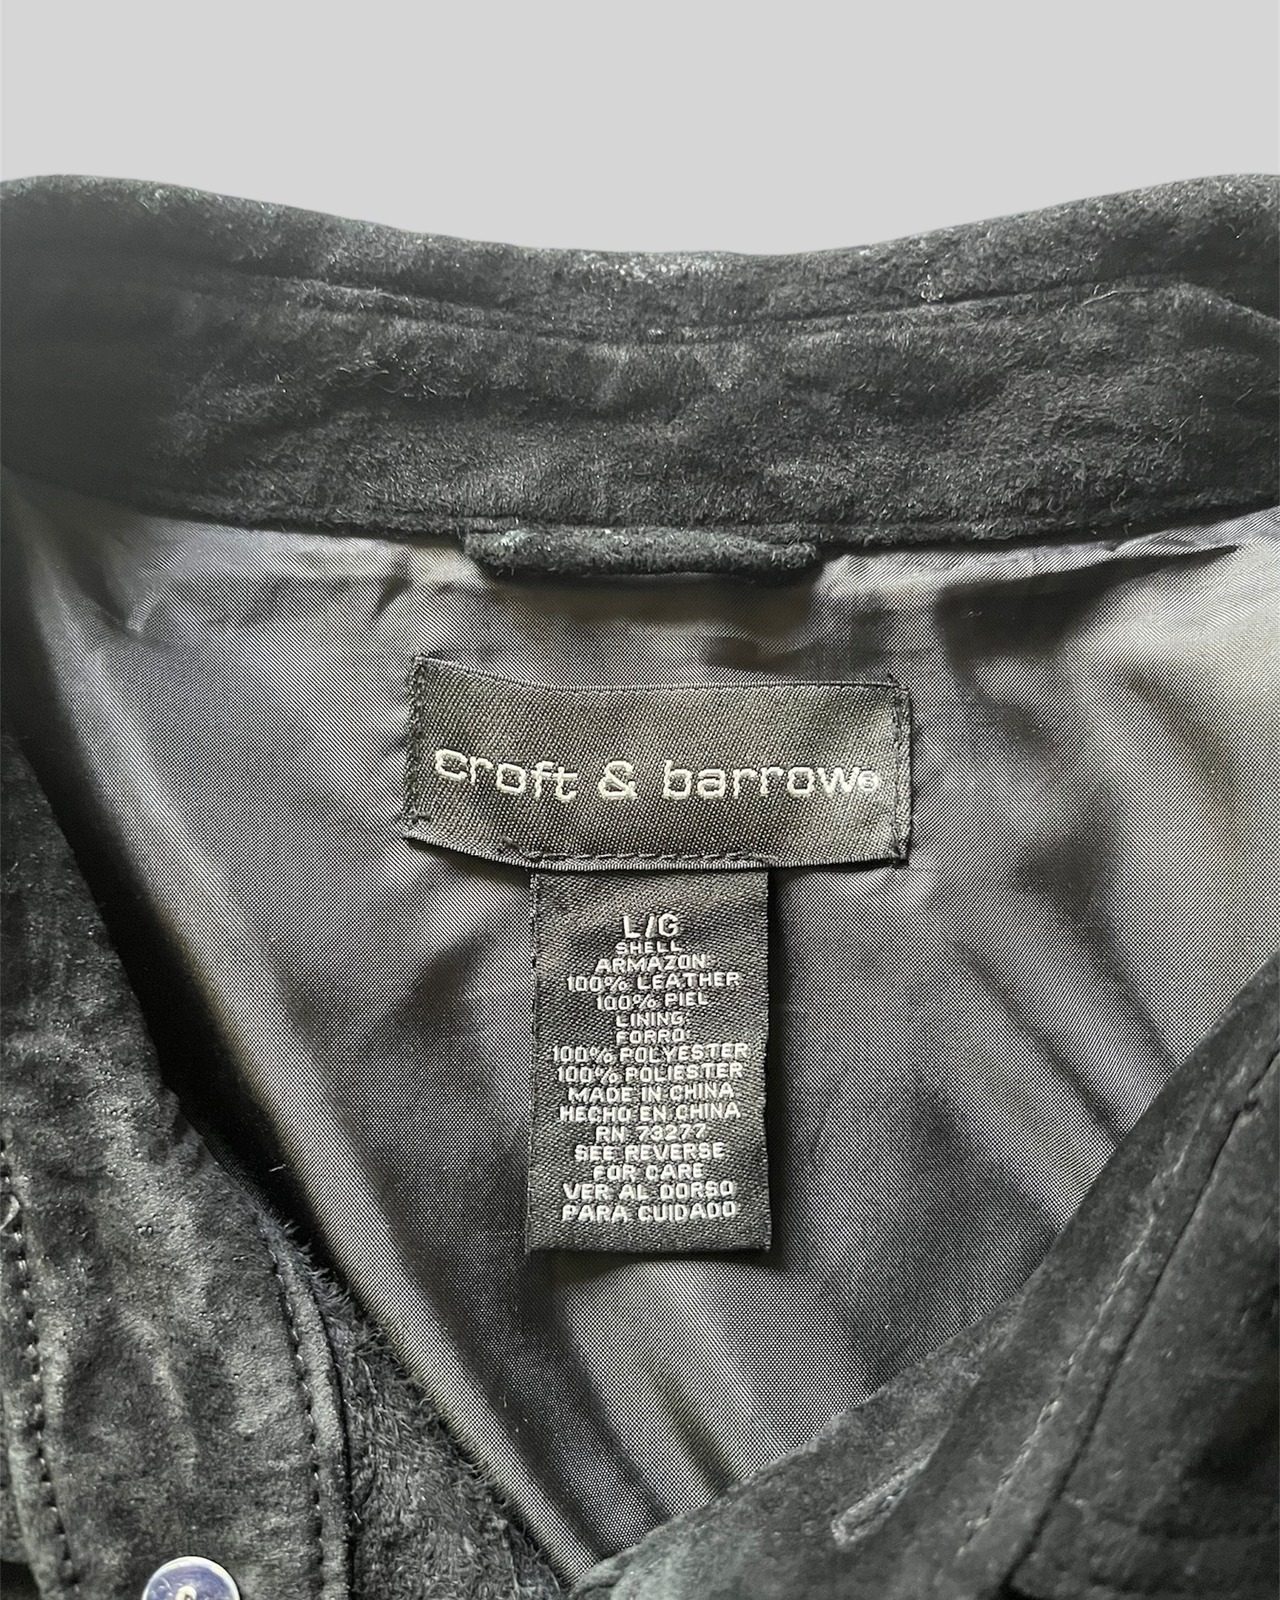 croft & barrow®
L/G
SHELL:
ARMAZON:
100% LEATHER
100% PIEL
LINING:
FORRO:
100% POLYESTER
100% POLIESTER
MADE IN CHINA
HECHO EN CHINA
RN 73277
SEE REVERSE
FOR CARE
VER AL DORSO
PARA CUIDADO